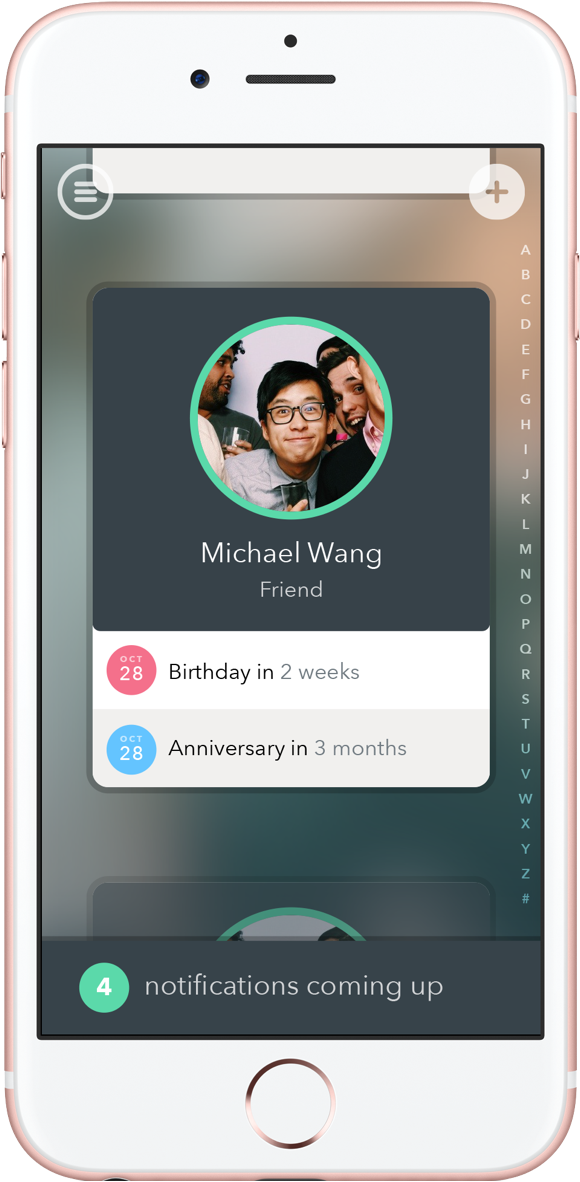 A
B
C
D
E
F
G
H
I
J
K
L
M
N
O
P
Q
R
S
T
U
V
W
X
Y
Z
#
Michael Wang
Friend
OCT
28
Birthday in 2 weeks
OCT
28
Anniversary in 3 months
4 notifications coming up